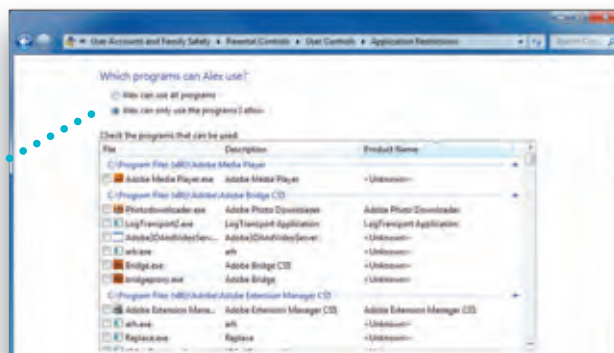 User Accounts and Family Safety ▸ Parental Controls ▸ User Controls ▸ Application Restrictions
Which programs can Alex use?
Alex can use all programs
Alex can only use the programs I allow
Check the programs that can be used:
File Description Product Name
C:\Program Files (x86)\Adobe\Adobe Media Player
Adobe Media Player.exe Adobe Media Player <Unknown>
C:\Program Files (x86)\Adobe\Adobe Bridge CS5
Photodownloader.exe Adobe Photo Downloader Adobe Photo Downloader
LogTransport2.exe LogTransport Application LogTransport Application
Adobe3DAndVideoServ... Adobe3DAndVideoServer <Unknown>
arh.exe arh <Unknown>
Bridge.exe Adobe Bridge CS5 <Unknown>
bridgeproxy.exe Adobe Bridge <Unknown>
C:\Program Files (x86)\Adobe\Adobe Extension Manager CS5
Adobe Extension Mana... Adobe Extension Manager CS5 Adobe Extension Manager CS5
arh.exe arh <Unknown>
Replace.exe Replace <Unknown>